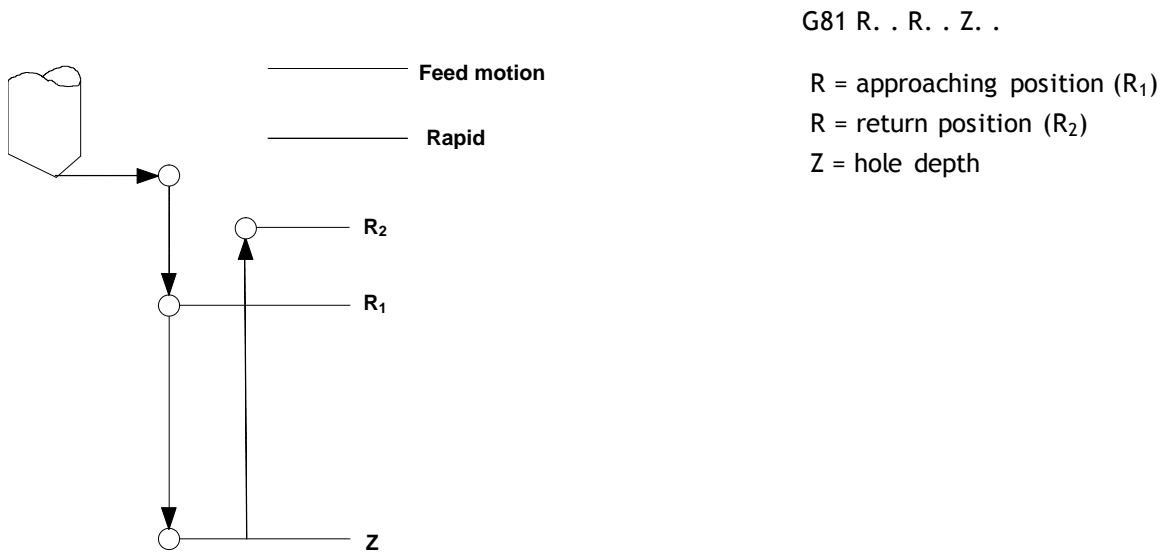 G81 R. . R. . Z. .
Feed motion
Rapid
R = approaching position (R₁)
R = return position (R₂)
Z = hole depth
R₂
R₁
Z